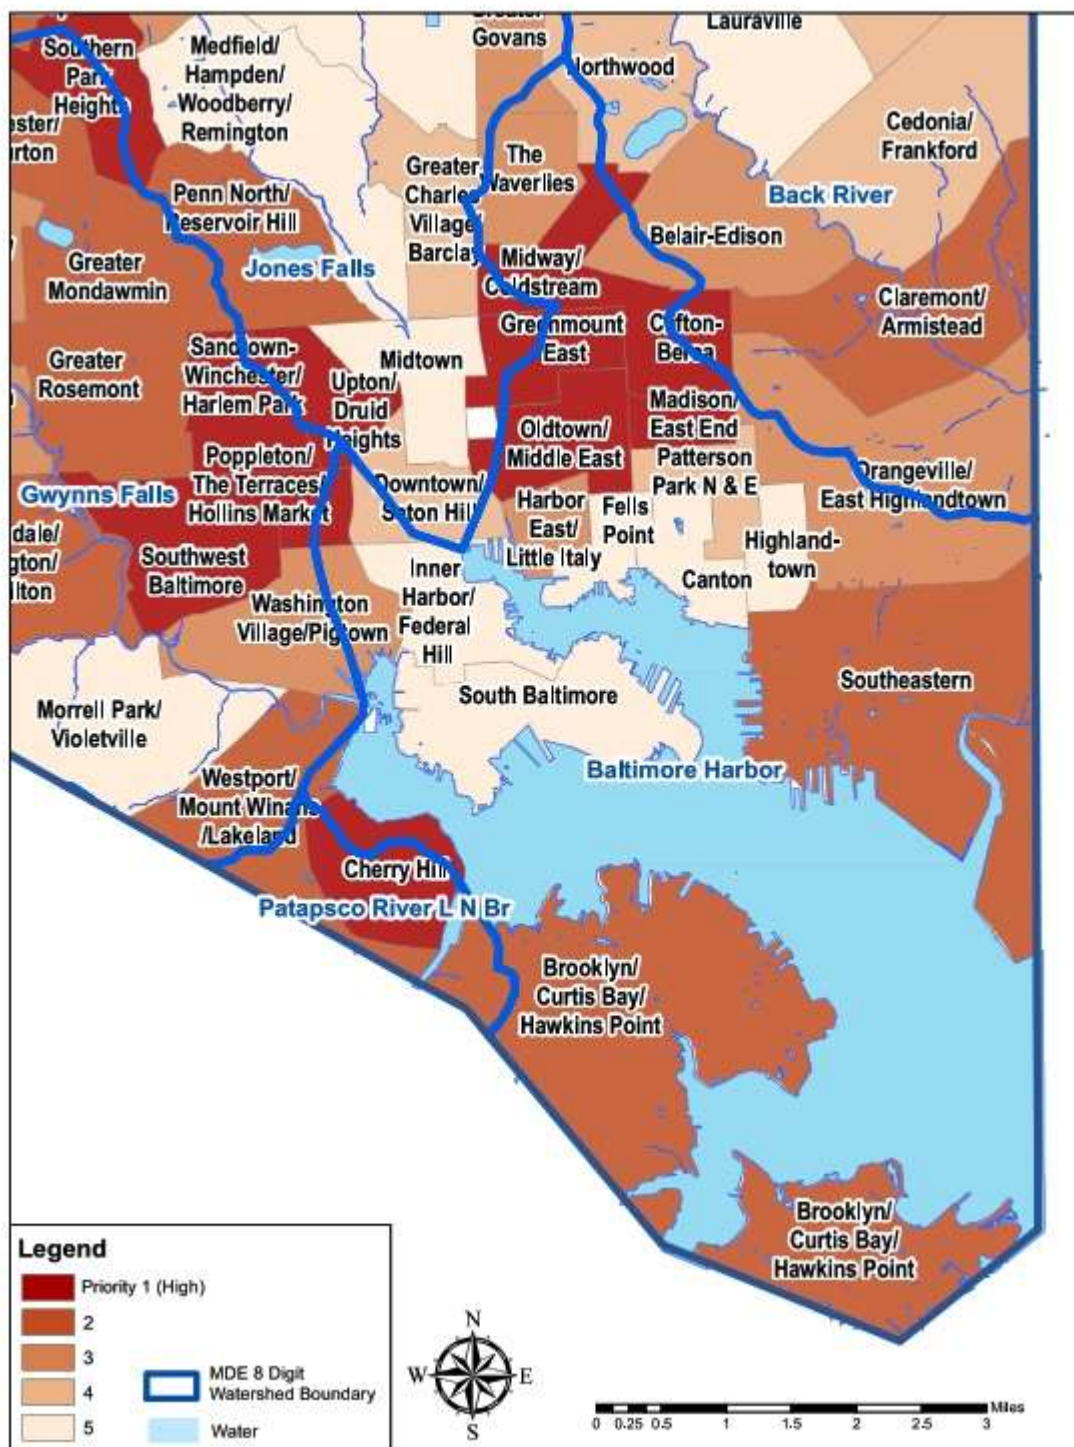 Greater
Govans
Lauraville
Southern
Park
Heights
Medfield/
Hampden/
Woodberry/
Remington
Northwood
Cedonia/
Frankford
Greater
Charles
Village/
Barclay
The
Waverlies
Back River
Penn North/
Reservoir Hill
Belair-Edison
Greater
Mondawmin
Jones Falls
Midway/
Coldstream
Claremont/
Armistead
Greenmount
East
Clifton-
Berea
Greater
Rosemont
Sandtown-
Winchester/
Harlem Park
Midtown
Upton/
Druid
Heights
Madison/
East End
Oldtown/
Middle East
Patterson
Park N & E
Poppleton/
The Terraces/
Hollins Market
Gwynns Falls
Downtown/
Seton Hill
Orangeville/
East Highlandtown
Harbor
East/
Little Italy
Fells
Point
Highland-
town
Southwest
Baltimore
Inner
Harbor/
Federal
Hill
Canton
Washington
Village/Pigtown
South Baltimore
Southeastern
Morrell Park/
Violetville
Baltimore Harbor
Westport/
Mount Winans
/Lakeland
Cherry Hill
Patapsco River L N Br
Brooklyn/
Curtis Bay/
Hawkins Point
Brooklyn/
Curtis Bay/
Hawkins Point
Legend
Priority 1 (High)
2
3
4
5
MDE 8 Digit
Watershed Boundary
Water
N
W E
S
0 0.25 0.5 1 1.5 2 2.5 3 Miles